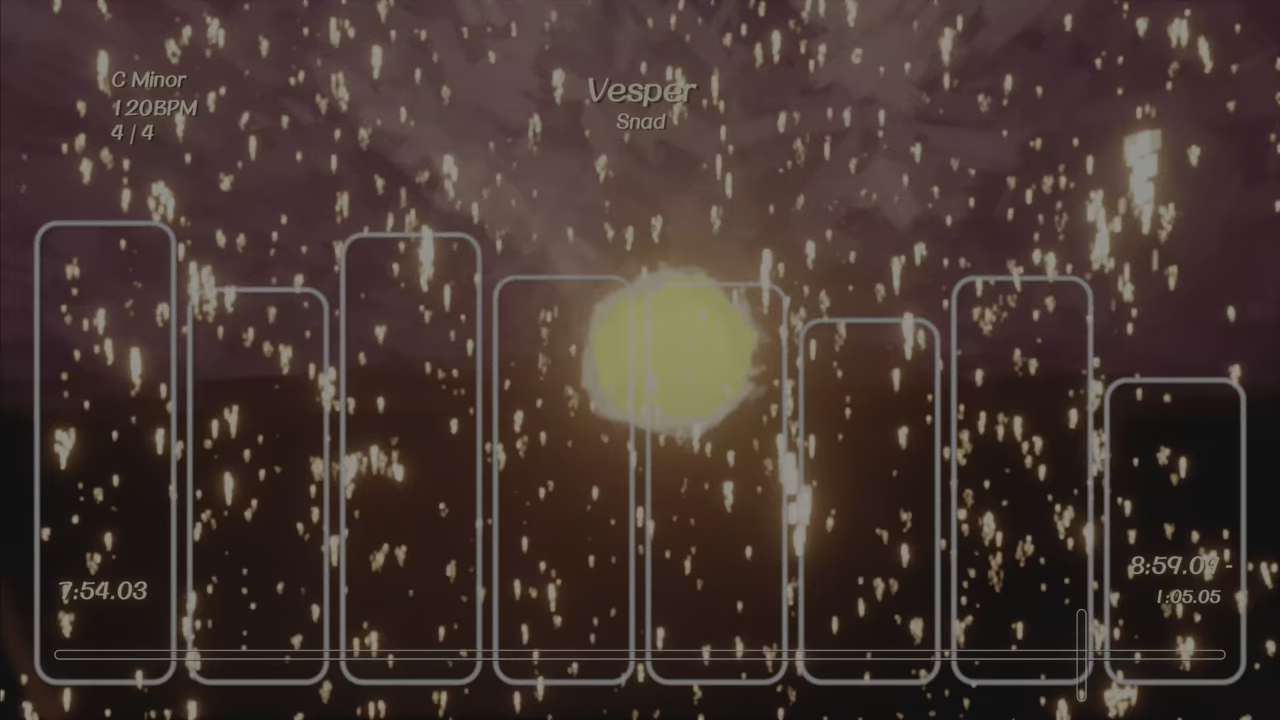 C Minor
120BPM
4 / 4
Vesper
Snad
7:54.03
8:59.09 -
1:05.05